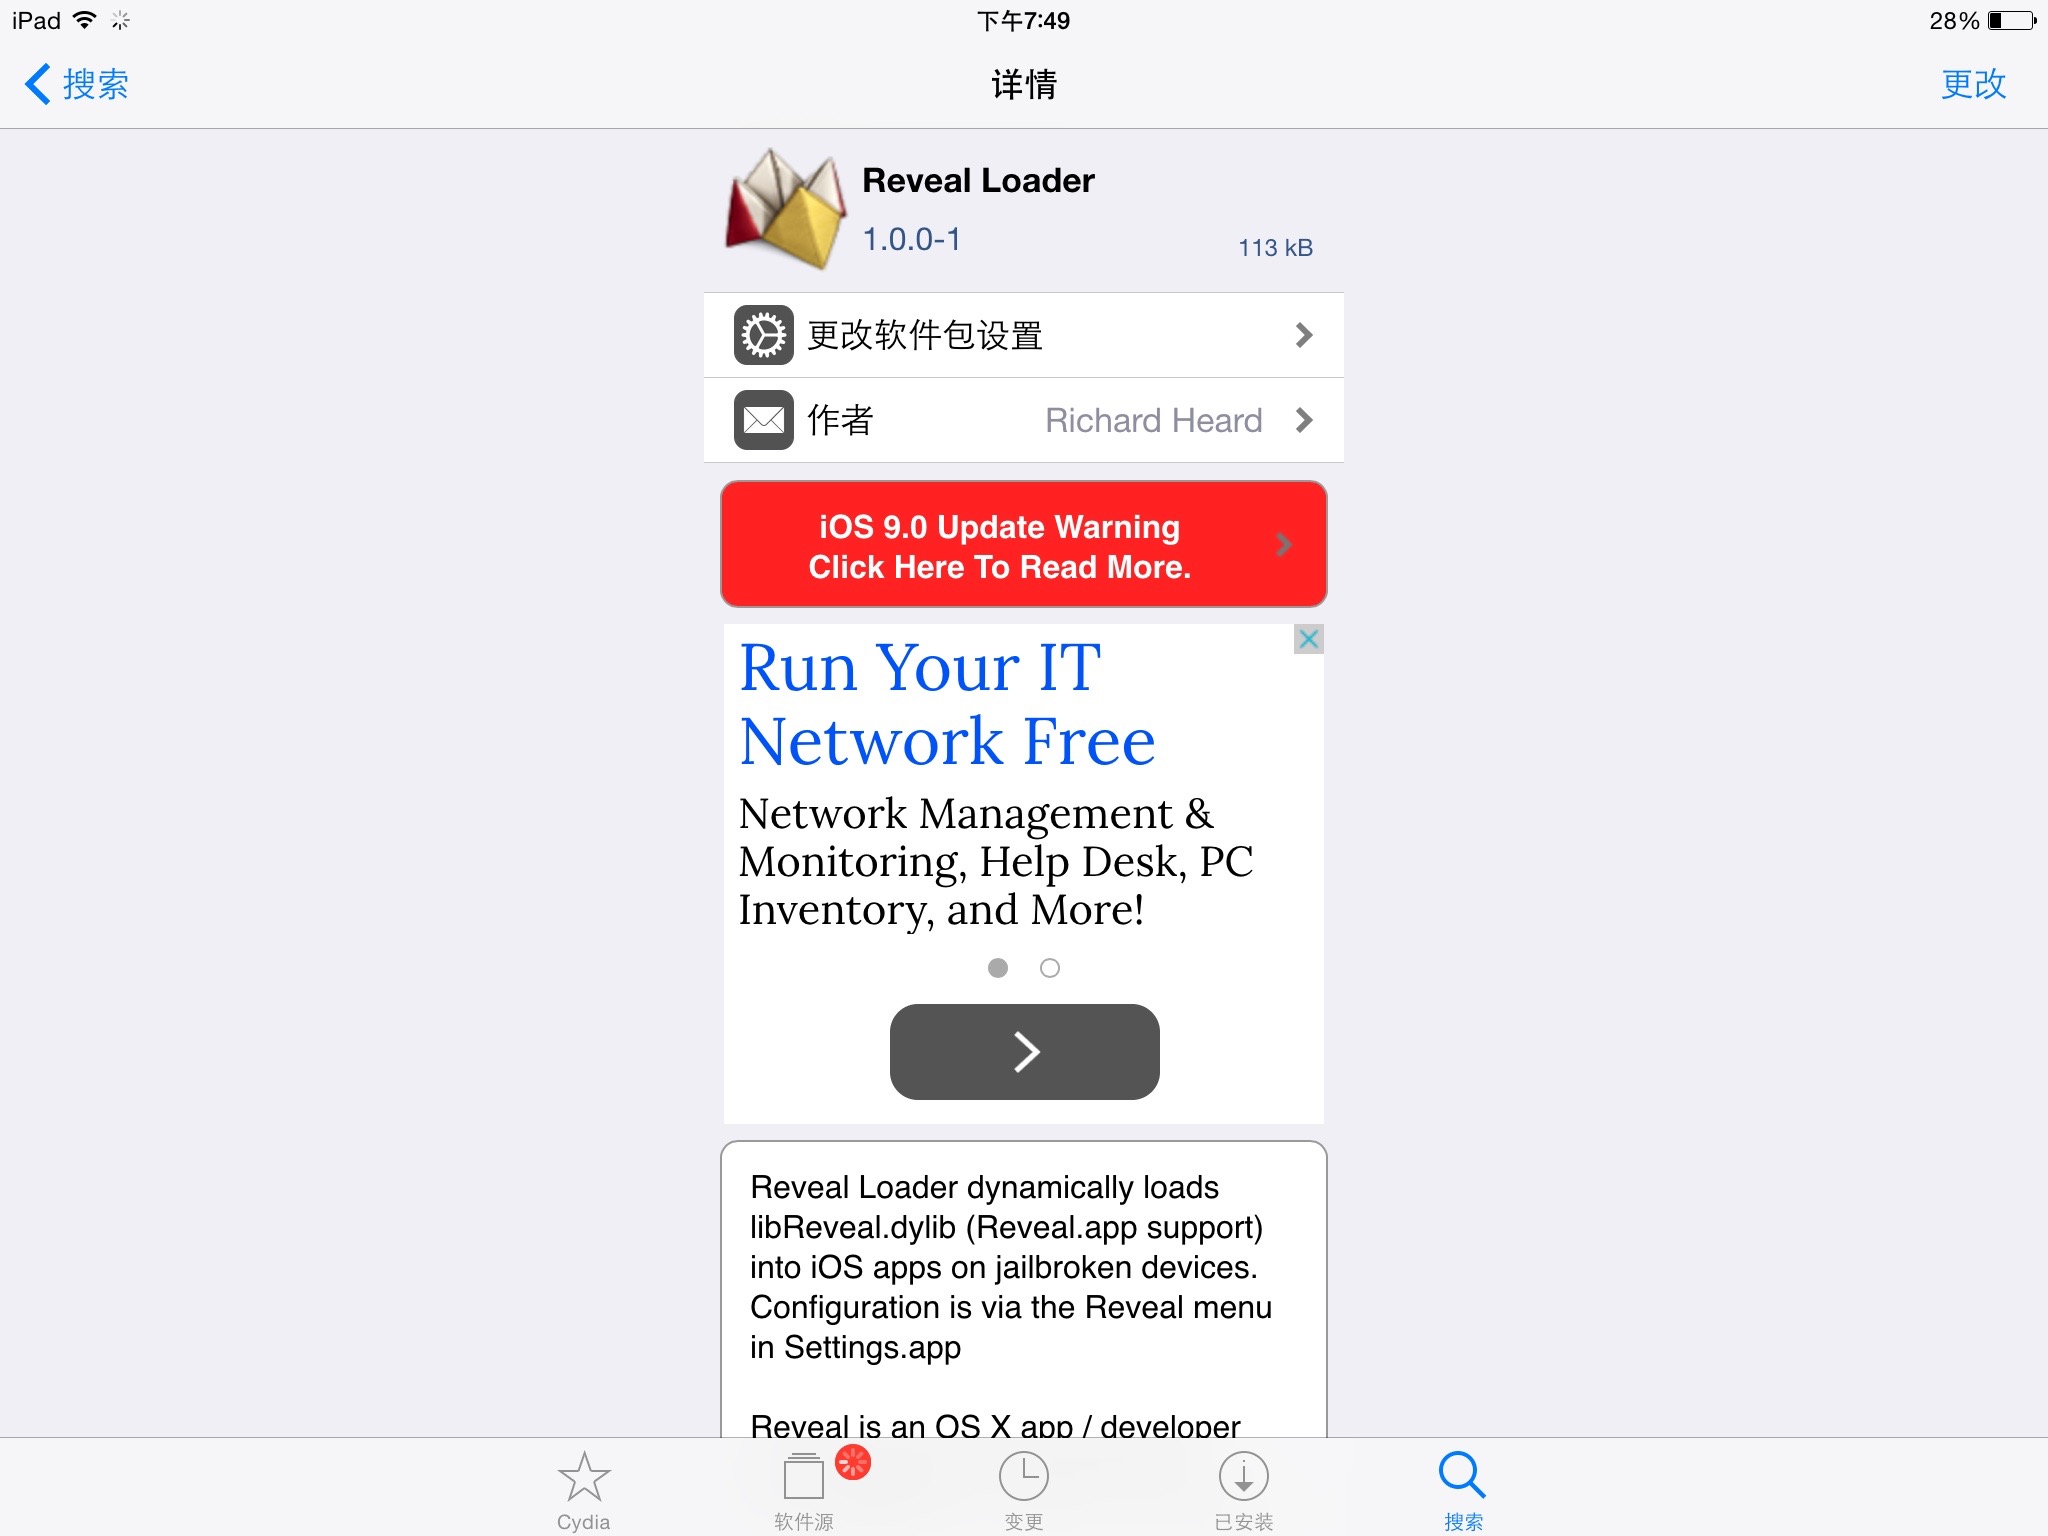 iPad
下午7:49
28%
搜索
详情
更改
Reveal Loader
1.0.0-1
113 kB
更改软件包设置
作者
Richard Heard
iOS 9.0 Update Warning
Click Here To Read More.
Run Your IT
Network Free
Network Management &
Monitoring, Help Desk, PC
Inventory, and More!
Reveal Loader dynamically loads
libReveal.dylib (Reveal.app support)
into iOS apps on jailbroken devices.
Configuration is via the Reveal menu
in Settings.app
Reveal is an OS X app / developer
Cydia
软件源
变更
已安装
搜索